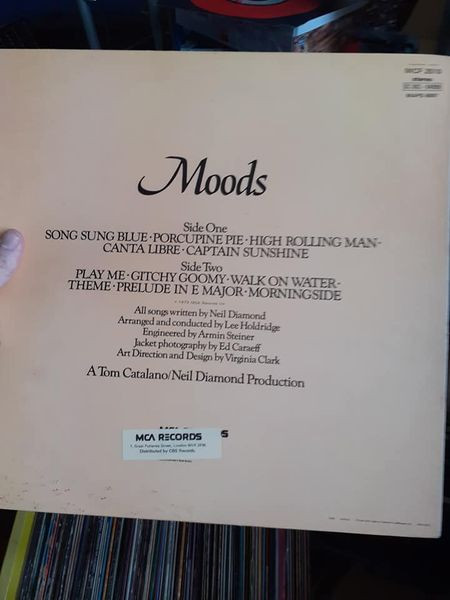 stereo
Moods
Side One
SONG SUNG BLUE · PORCUPINE PIE · HIGH ROLLING MAN ·
CANTA LIBRE · CAPTAIN SUNSHINE
Side Two
PLAY ME · GITCHY GOOMY · WALK ON WATER ·
THEME · PRELUDE IN E MAJOR · MORNINGSIDE
All songs written by Neil Diamond
Arranged and conducted by Lee Holdridge
Engineered by Armin Steiner
Jacket photography by Ed Caraeff
Art Direction and Design by Virginia Clark
A Tom Catalano/Neil Diamond Production
MCA RECORDS
Distributed by CBS Records